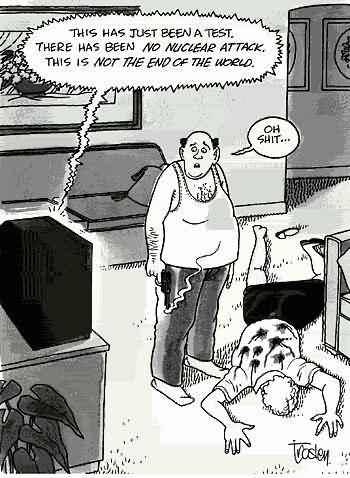 THIS HAS JUST BEEN A TEST.
THERE HAS BEEN NO NUCLEAR ATTACK.
THIS IS NOT THE END OF THE WORLD.
OH
SHIT...
Troslen